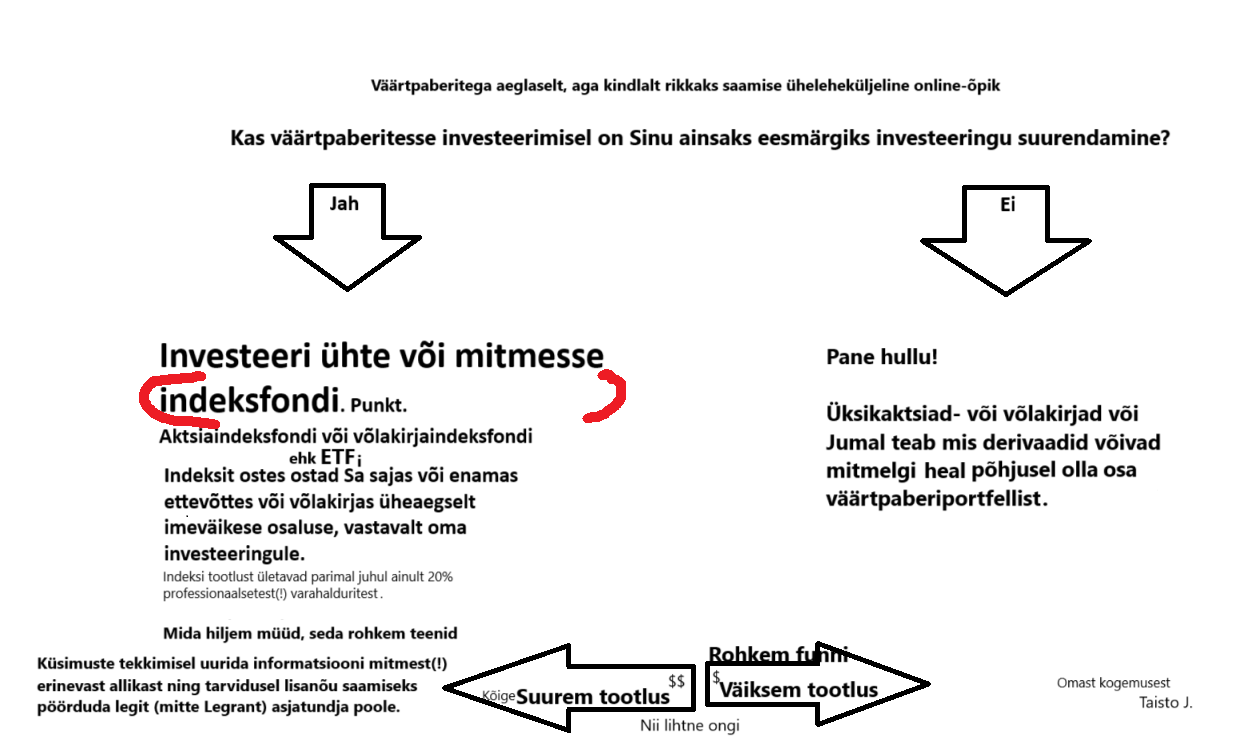 Väärtpaberitega aeglaselt, aga kindlalt rikkaks saamise üheleheküljeline online-õpik
Kas väärtpaberitesse investeerimisel on Sinu ainsaks eesmärgiks investeeringu suurendamine?
Jah
Ei
Investeeri ühte või mitmesse
indeksfondi. Punkt.
Aktsiaindeksfondi või võlakirjaindeksfondi
ehk ETFi
Indeksit ostes ostad Sa sajas või enamas
ettevõttes või võlakirjas üheaegselt
imeväikese osaluse, vastavalt oma
investeeringule.
Indeksi tootlust ületavad parimal juhul ainult 20%
professionaalsetest(!) varahalduritest.
Mida hiljem müüd, seda rohkem teenid
Küsimuste tekkimisel uurida informatsiooni mitmest(!)
erinevast allikast ning tarvidusel lisanõu saamiseks
pöörduda legit (mitte Legrant) asjatundja poole.
Pane hullu!
Üksikaktsiad- või võlakirjad või
Jumal teab mis derivaadid võivad
mitmelgi heal põhjusel olla osa
väärtpaberiportfellist.
$$
Kõige Suurem tootlus
Rohkem funni
$
Väiksem tootlus
Nii lihtne ongi
Omast kogemusest
Taisto J.